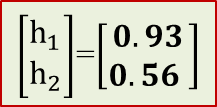 [h₁] = [0.93]
[h₂] [0.56]